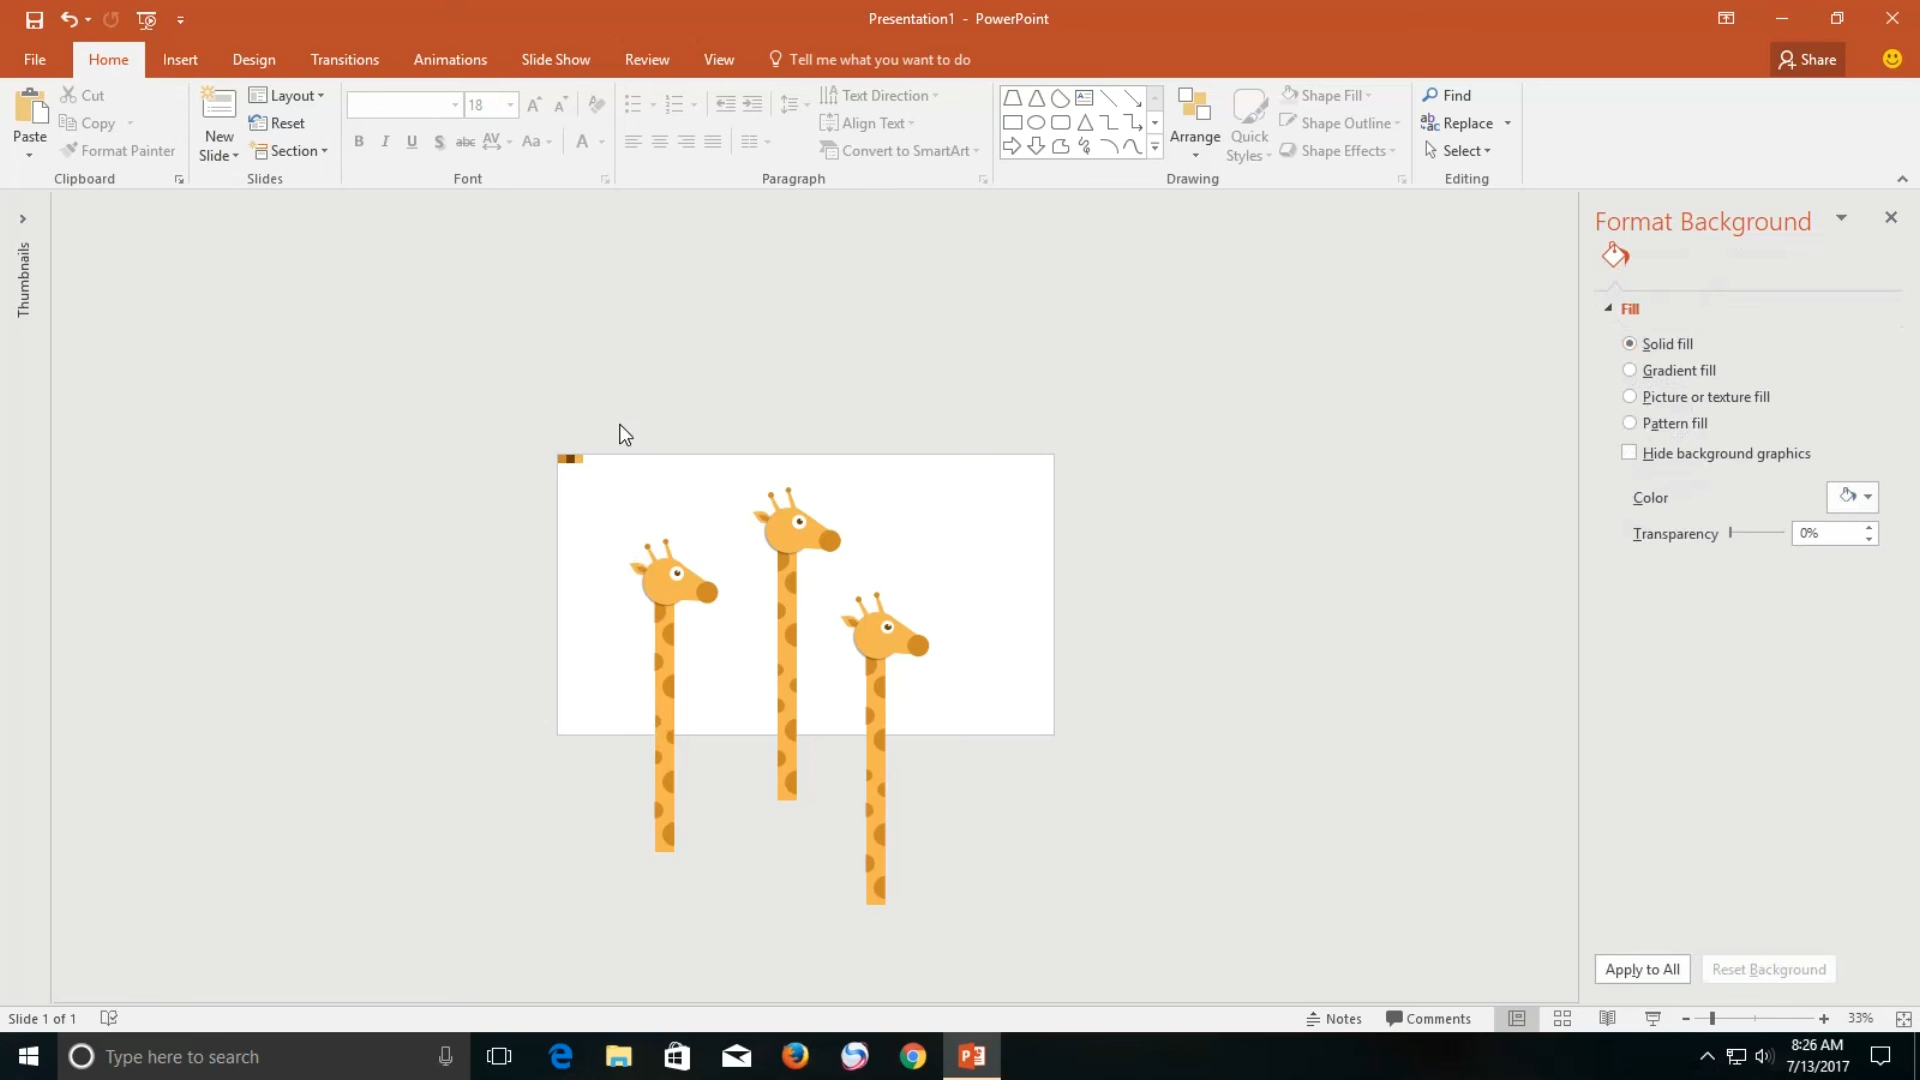 Presentation1 - PowerPoint
File Home Insert Design Transitions Animations Slide Show Review View Tell me what you want to do Share
Paste
Cut
Copy
Format Painter
Clipboard
New
Slide
Layout
Reset
Section
Slides
18
B I U S abc AV Aa A
Font
Text Direction
Align Text
Convert to SmartArt
Paragraph
Arrange
Quick
Styles
Shape Fill
Shape Outline
Shape Effects
Drawing
Find
Replace
Select
Editing
Thumbnails
Format Background
Fill
Solid fill
Gradient fill
Picture or texture fill
Pattern fill
Hide background graphics
Color
Transparency 0%
Apply to All Reset Background
Slide 1 of 1 Notes Comments 33%
Type here to search
8:26 AM
7/13/2017